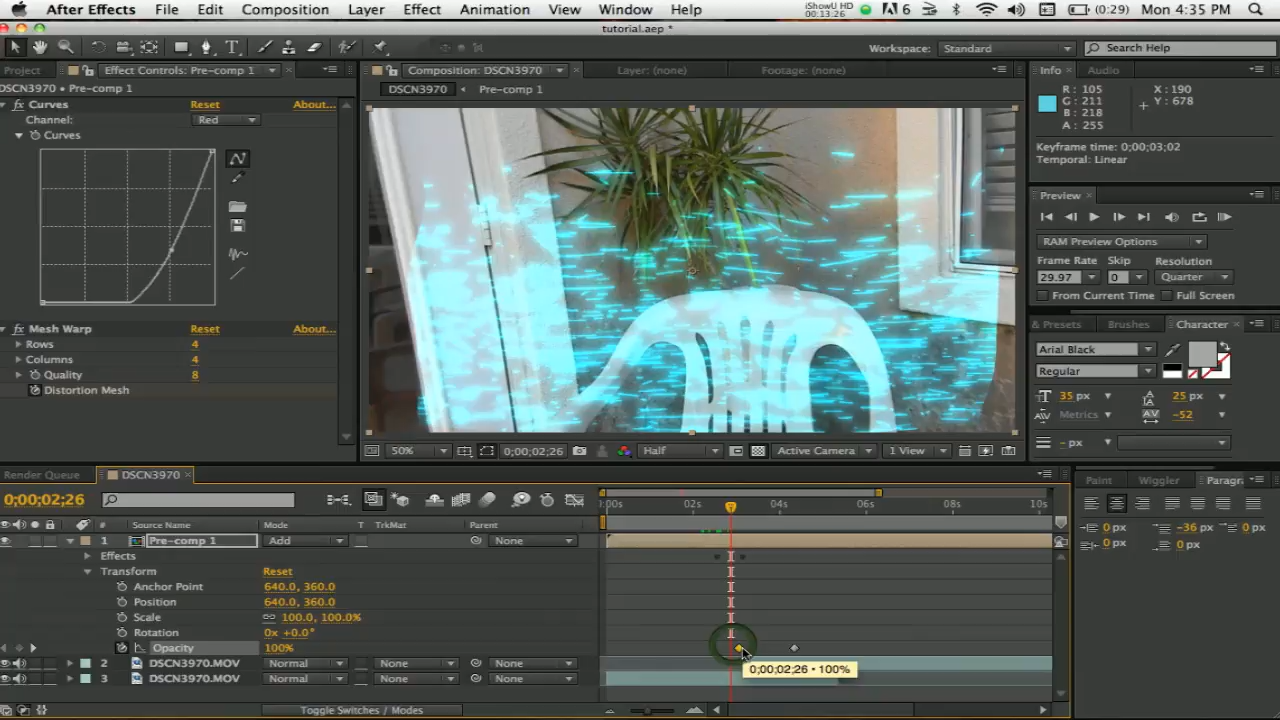 After Effects File Edit Composition Layer Effect Animation View Window Help iShowU HD 00:13:26 6 (0:29) Mon 4:35 PM
tutorial.aep *
Workspace: Standard Search Help
Project Effect Controls: Pre-comp 1 Composition: DSCN3970 Layer: (none) Footage: (none) Info Audio
DSCN3970 • Pre-comp 1 DSCN3970 Pre-comp 1
R: 105 X: 190
G: 211 Y: 678
B: 218
A: 255
Keyframe time: 0;00;03;02
Temporal: Linear
fx Curves Reset About...
Channel: Red
Curves
fx Mesh Warp Reset About...
Rows 4
Columns 4
Quality 8
Distortion Mesh
Preview
RAM Preview Options
Frame Rate Skip Resolution
29.97 0 Quarter
From Current Time Full Screen
& Presets Brushes Character
Arial Black
Regular
35 px 25 px
Metrics -52
- px
50% 0;00;02;26 Half Active Camera 1 View
Render Queue DSCN3970 Paint Wiggler Paragr
0;00;02;26 :00s 02s 04s 06s 08s 10s
# Source Name Mode T TrkMat Parent
1 Pre-comp 1 Add None
Effects
Transform Reset
Anchor Point 640.0, 360.0
Position 640.0, 360.0
Scale 100.0, 100.0%
Rotation 0x +0.0°
Opacity 100%
2 DSCN3970.MOV Normal None None
3 DSCN3970.MOV Normal None None
0;00;02;26 • 100%
0 px -36 px 0 px
0 px 0 px
Toggle Switches / Modes